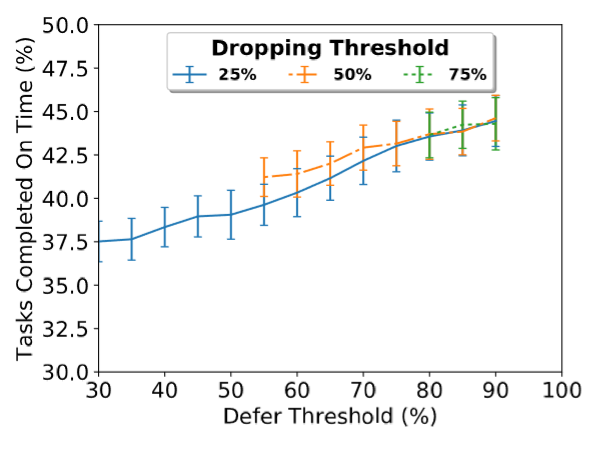 Dropping Threshold
25% 50% 75%
Tasks Completed On Time (%)
50.0
47.5
45.0
42.5
40.0
37.5
35.0
32.5
30.0
30 40 50 60 70 80 90 100
Defer Threshold (%)